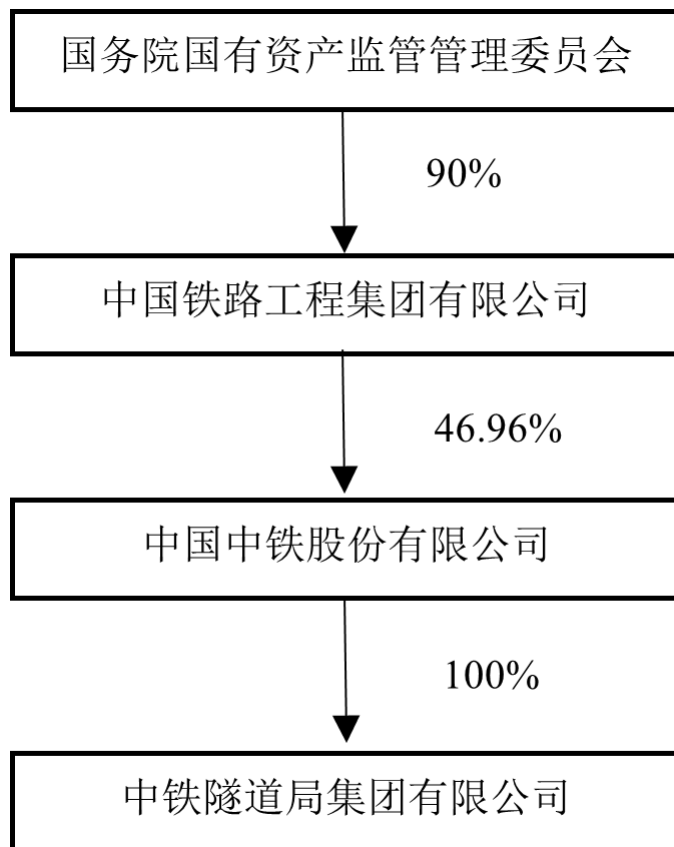 国务院国有资产监管管理委员会
90%
中国铁路工程集团有限公司
46.96%
中国中铁股份有限公司
100%
中铁隧道局集团有限公司